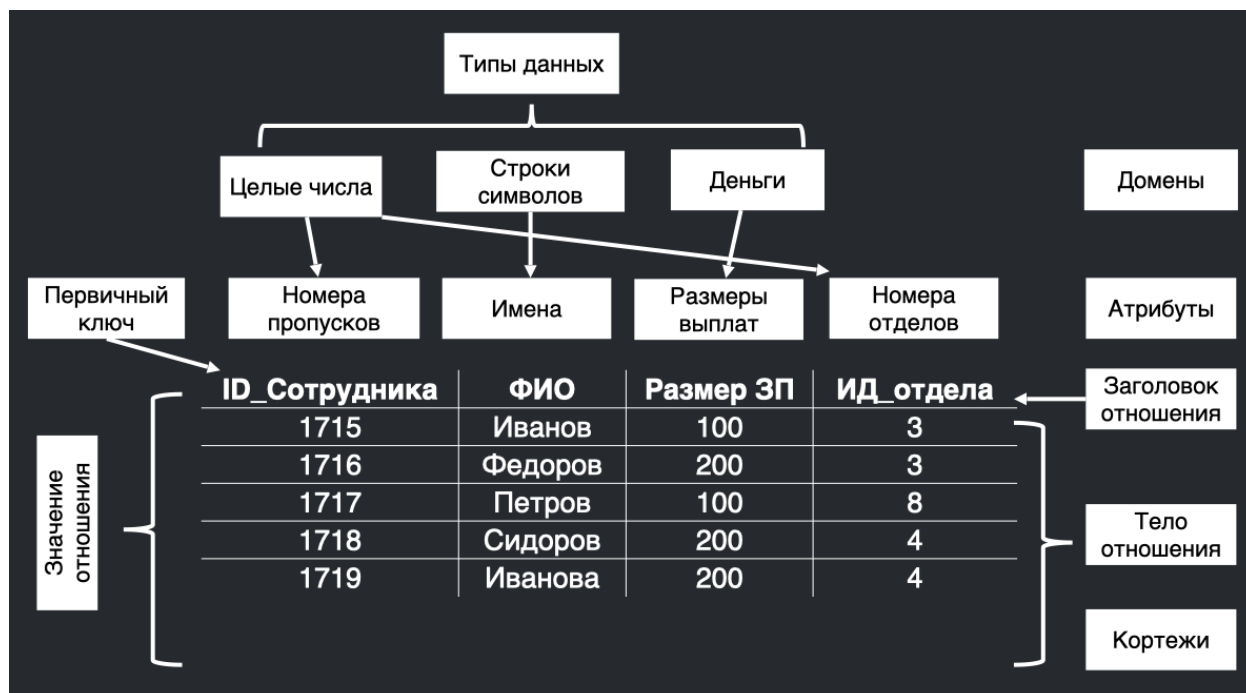 Типы данных
Целые числа
Строки
символов
Деньги
Домены
Первичный
ключ
Номера
пропусков
Имена
Размеры
выплат
Номера
отделов
Атрибуты
ID_Сотрудника ФИО Размер ЗП ИД_отдела
Заголовок
отношения
1715 Иванов 100 3
1716 Федоров 200 3
1717 Петров 100 8
1718 Сидоров 200 4
1719 Иванова 200 4
Значение
отношения
Тело
отношения
Кортежи